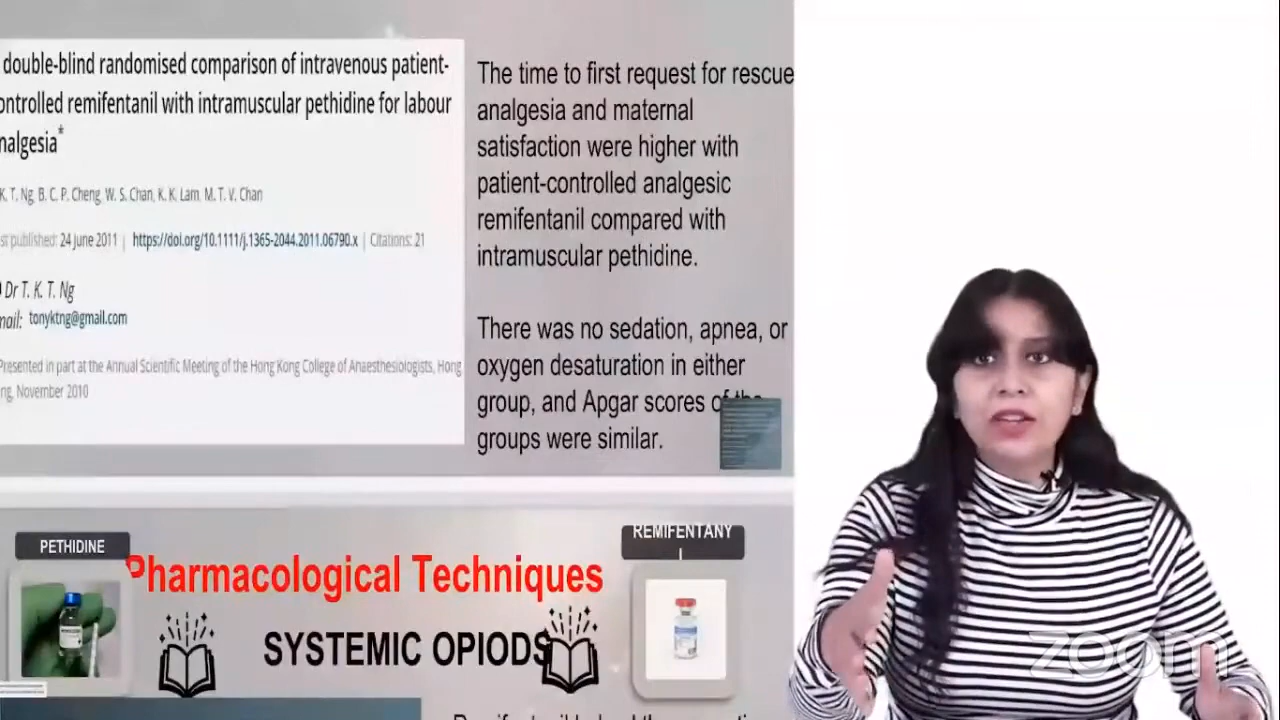 double-blind randomised comparison of intravenous patient-
ontrolled remifentanil with intramuscular pethidine for labour
nalgesia*
K. T. Ng, B. C. P. Cheng, W. S. Chan, K. K. Lam, M. T. V. Chan
st published: 24 June 2011 | https://doi.org/10.1111/j.1365-2044.2011.06790.x | Citations: 21
Dr T. K. T. Ng
mail: tonyktng@gmail.com
Presented in part at the Annual Scientific Meeting of the Hong Kong College of Anaesthesiologists, Hong
ng, November 2010
The time to first request for rescue
analgesia and maternal
satisfaction were higher with
patient-controlled analgesic
remifentanil compared with
intramuscular pethidine.
There was no sedation, apnea, or
oxygen desaturation in either
group, and Apgar scores of the
groups were similar.
PETHIDINE
REMIFENTANY
l
Pharmacological Techniques
SYSTEMIC OPIODS
zoom